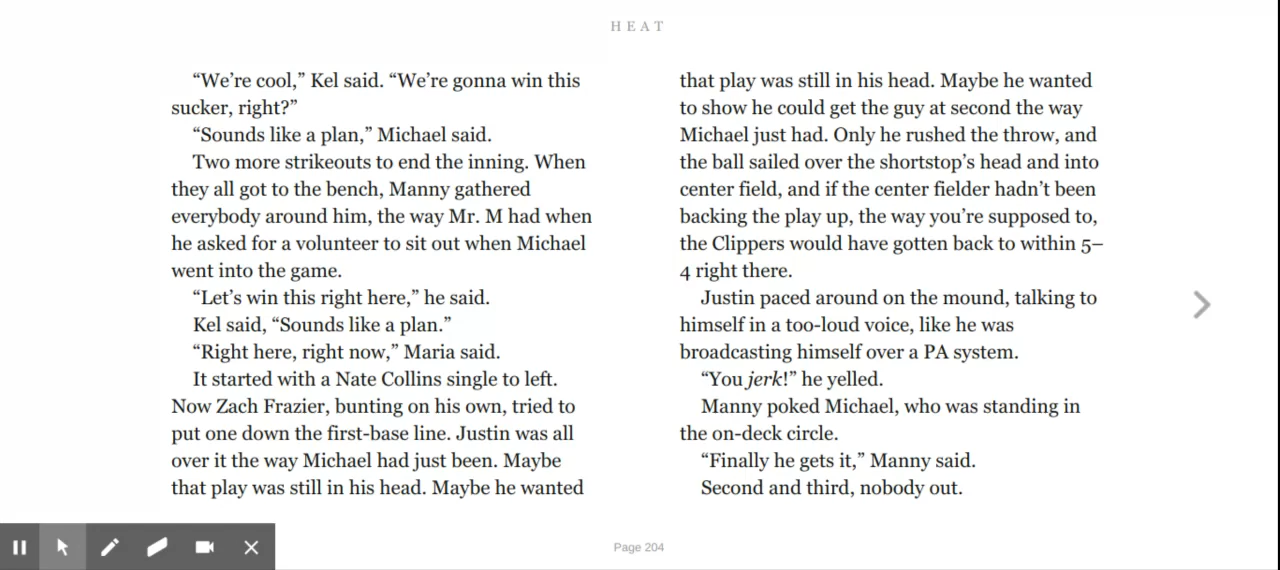 HEAT
“We’re cool,” Kel said. “We’re gonna win this
sucker, right?”
“Sounds like a plan,” Michael said.
Two more strikeouts to end the inning. When
they all got to the bench, Manny gathered
everybody around him, the way Mr. M had when
he asked for a volunteer to sit out when Michael
went into the game.
“Let’s win this right here,” he said.
Kel said, “Sounds like a plan.”
“Right here, right now,” Maria said.
It started with a Nate Collins single to left.
Now Zach Frazier, bunting on his own, tried to
put one down the first-base line. Justin was all
over it the way Michael had just been. Maybe
that play was still in his head. Maybe he wanted
that play was still in his head. Maybe he wanted
to show he could get the guy at second the way
Michael just had. Only he rushed the throw, and
the ball sailed over the shortstop’s head and into
center field, and if the center fielder hadn’t been
backing the play up, the way you’re supposed to,
the Clippers would have gotten back to within 5–
4 right there.
Justin paced around on the mound, talking to
himself in a too-loud voice, like he was
broadcasting himself over a PA system.
“You jerk!” he yelled.
Manny poked Michael, who was standing in
the on-deck circle.
“Finally he gets it,” Manny said.
Second and third, nobody out.
Page 204